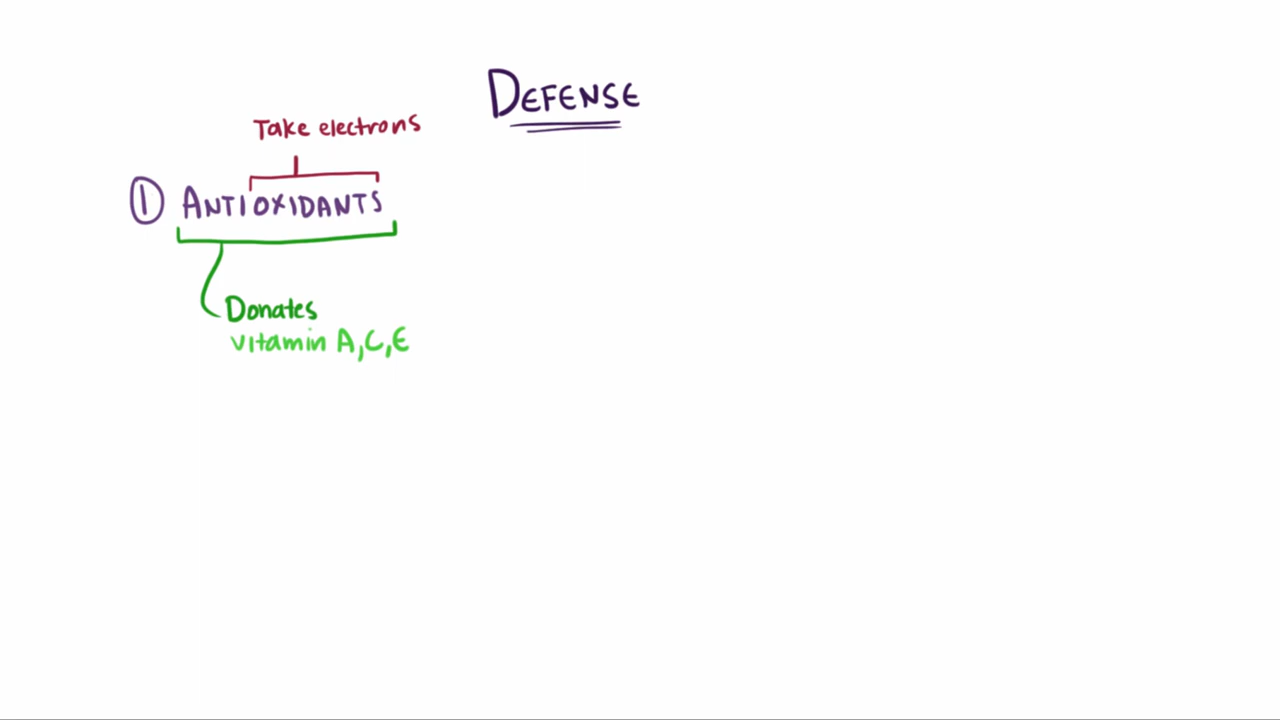 DEFENSE
Take electrons
① ANTIOXIDANTS
Donates
vitamin A, C, E